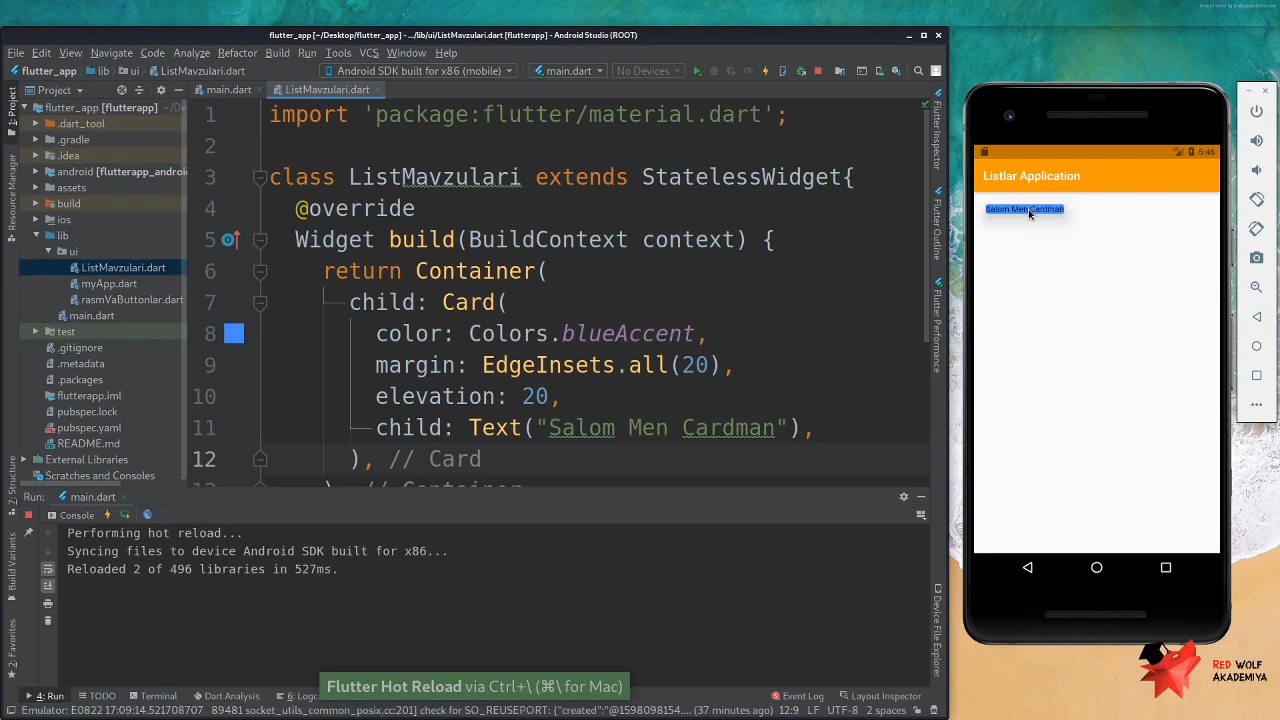 flutter_app [~/Desktop/flutter_app] - .../lib/ui/ListMavzulari.dart [flutterapp] - Android Studio (ROOT)
File Edit View Navigate Code Analyze Refactor Build Run Tools VCS Window Help
flutter_app lib ui ListMavzulari.dart Android SDK built for x86 (mobile) main.dart No Devices
Project main.dart ListMavzulari.dart
flutter_app [flutterapp] ~/De
.dart_tool
.gradle
.idea
android [flutterapp_andro
assets
build
ios
lib
ui
ListMavzulari.dart
myApp.dart
rasmVaButtonlar.dart
main.dart
test
.gitignore
.metadata
.packages
flutterapp.iml
pubspec.lock
pubspec.yaml
README.md
External Libraries
Scratches and Consoles
1 import 'package:flutter/material.dart';
2
3 class ListMavzulari extends StatelessWidget{
4 @override
5 Widget build(BuildContext context) {
6 return Container(
7 child: Card(
8 color: Colors.blueAccent,
9 margin: EdgeInsets.all(20),
10 elevation: 20,
11 child: Text("Salom Men Cardman"),
12 ), // Card
13 ) // Container
1: Project
Resource Manager
7: Structure
Build Variants
2: Favorites
Flutter Inspector
Flutter Outline
Flutter Performance
Device File Explorer
Run: main.dart
Console
Performing hot reload...
Syncing files to device Android SDK built for x86...
Reloaded 2 of 496 libraries in 527ms.
Flutter Hot Reload via Ctrl+\ (⌘\ for Mac)
4: Run TODO Terminal Dart Analysis 6: Log Event Log Layout Inspector
Emulator: E0822 17:09:14.521708707 89481 socket_utils_common_posix.cc:201] check for SO_REUSEPORT: {"created":"@1598098154.... (37 minutes ago) 12:9 LF UTF-8 2 spaces
5:46
Listlar Application
Salom Men Cardman
RED WOLF
AKADEMIYA